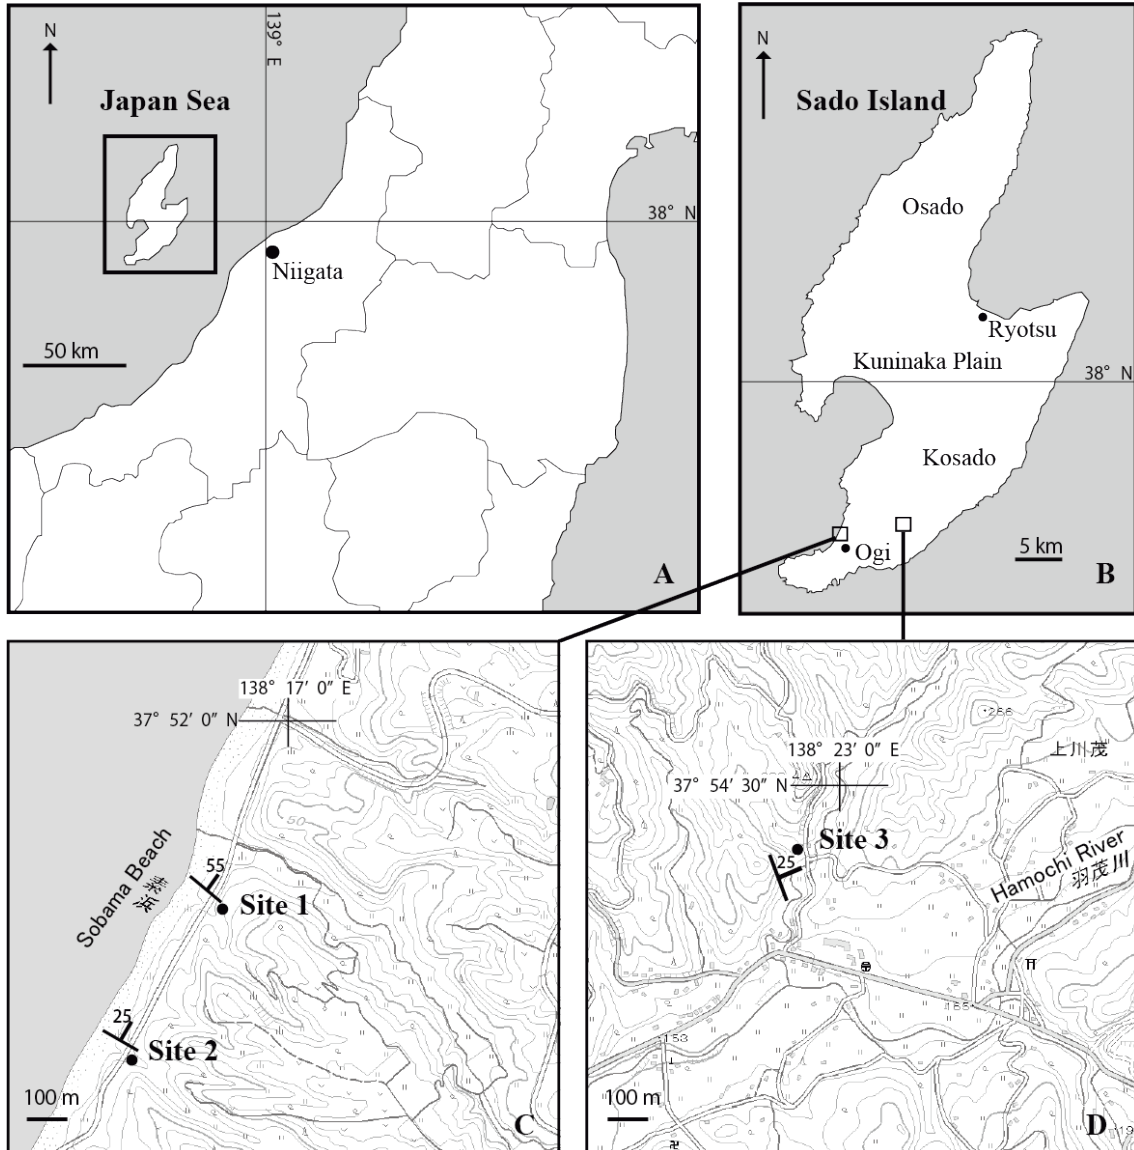 N
139° E
Japan Sea
38° N
Niigata
50 km
A
N
Sado Island
Osado
Ryotsu
Kuninaka Plain
38° N
Kosado
Ogi
5 km
B
138° 17′ 0″ E
37° 52′ 0″ N
50
Sobama Beach
素浜
55
Site 1
25
Site 2
100 m
C
266
上川茂
138° 23′ 0″ E
37° 54′ 30″ N
Site 3
25
Hamochi River
羽茂川
153
100 m
D
119